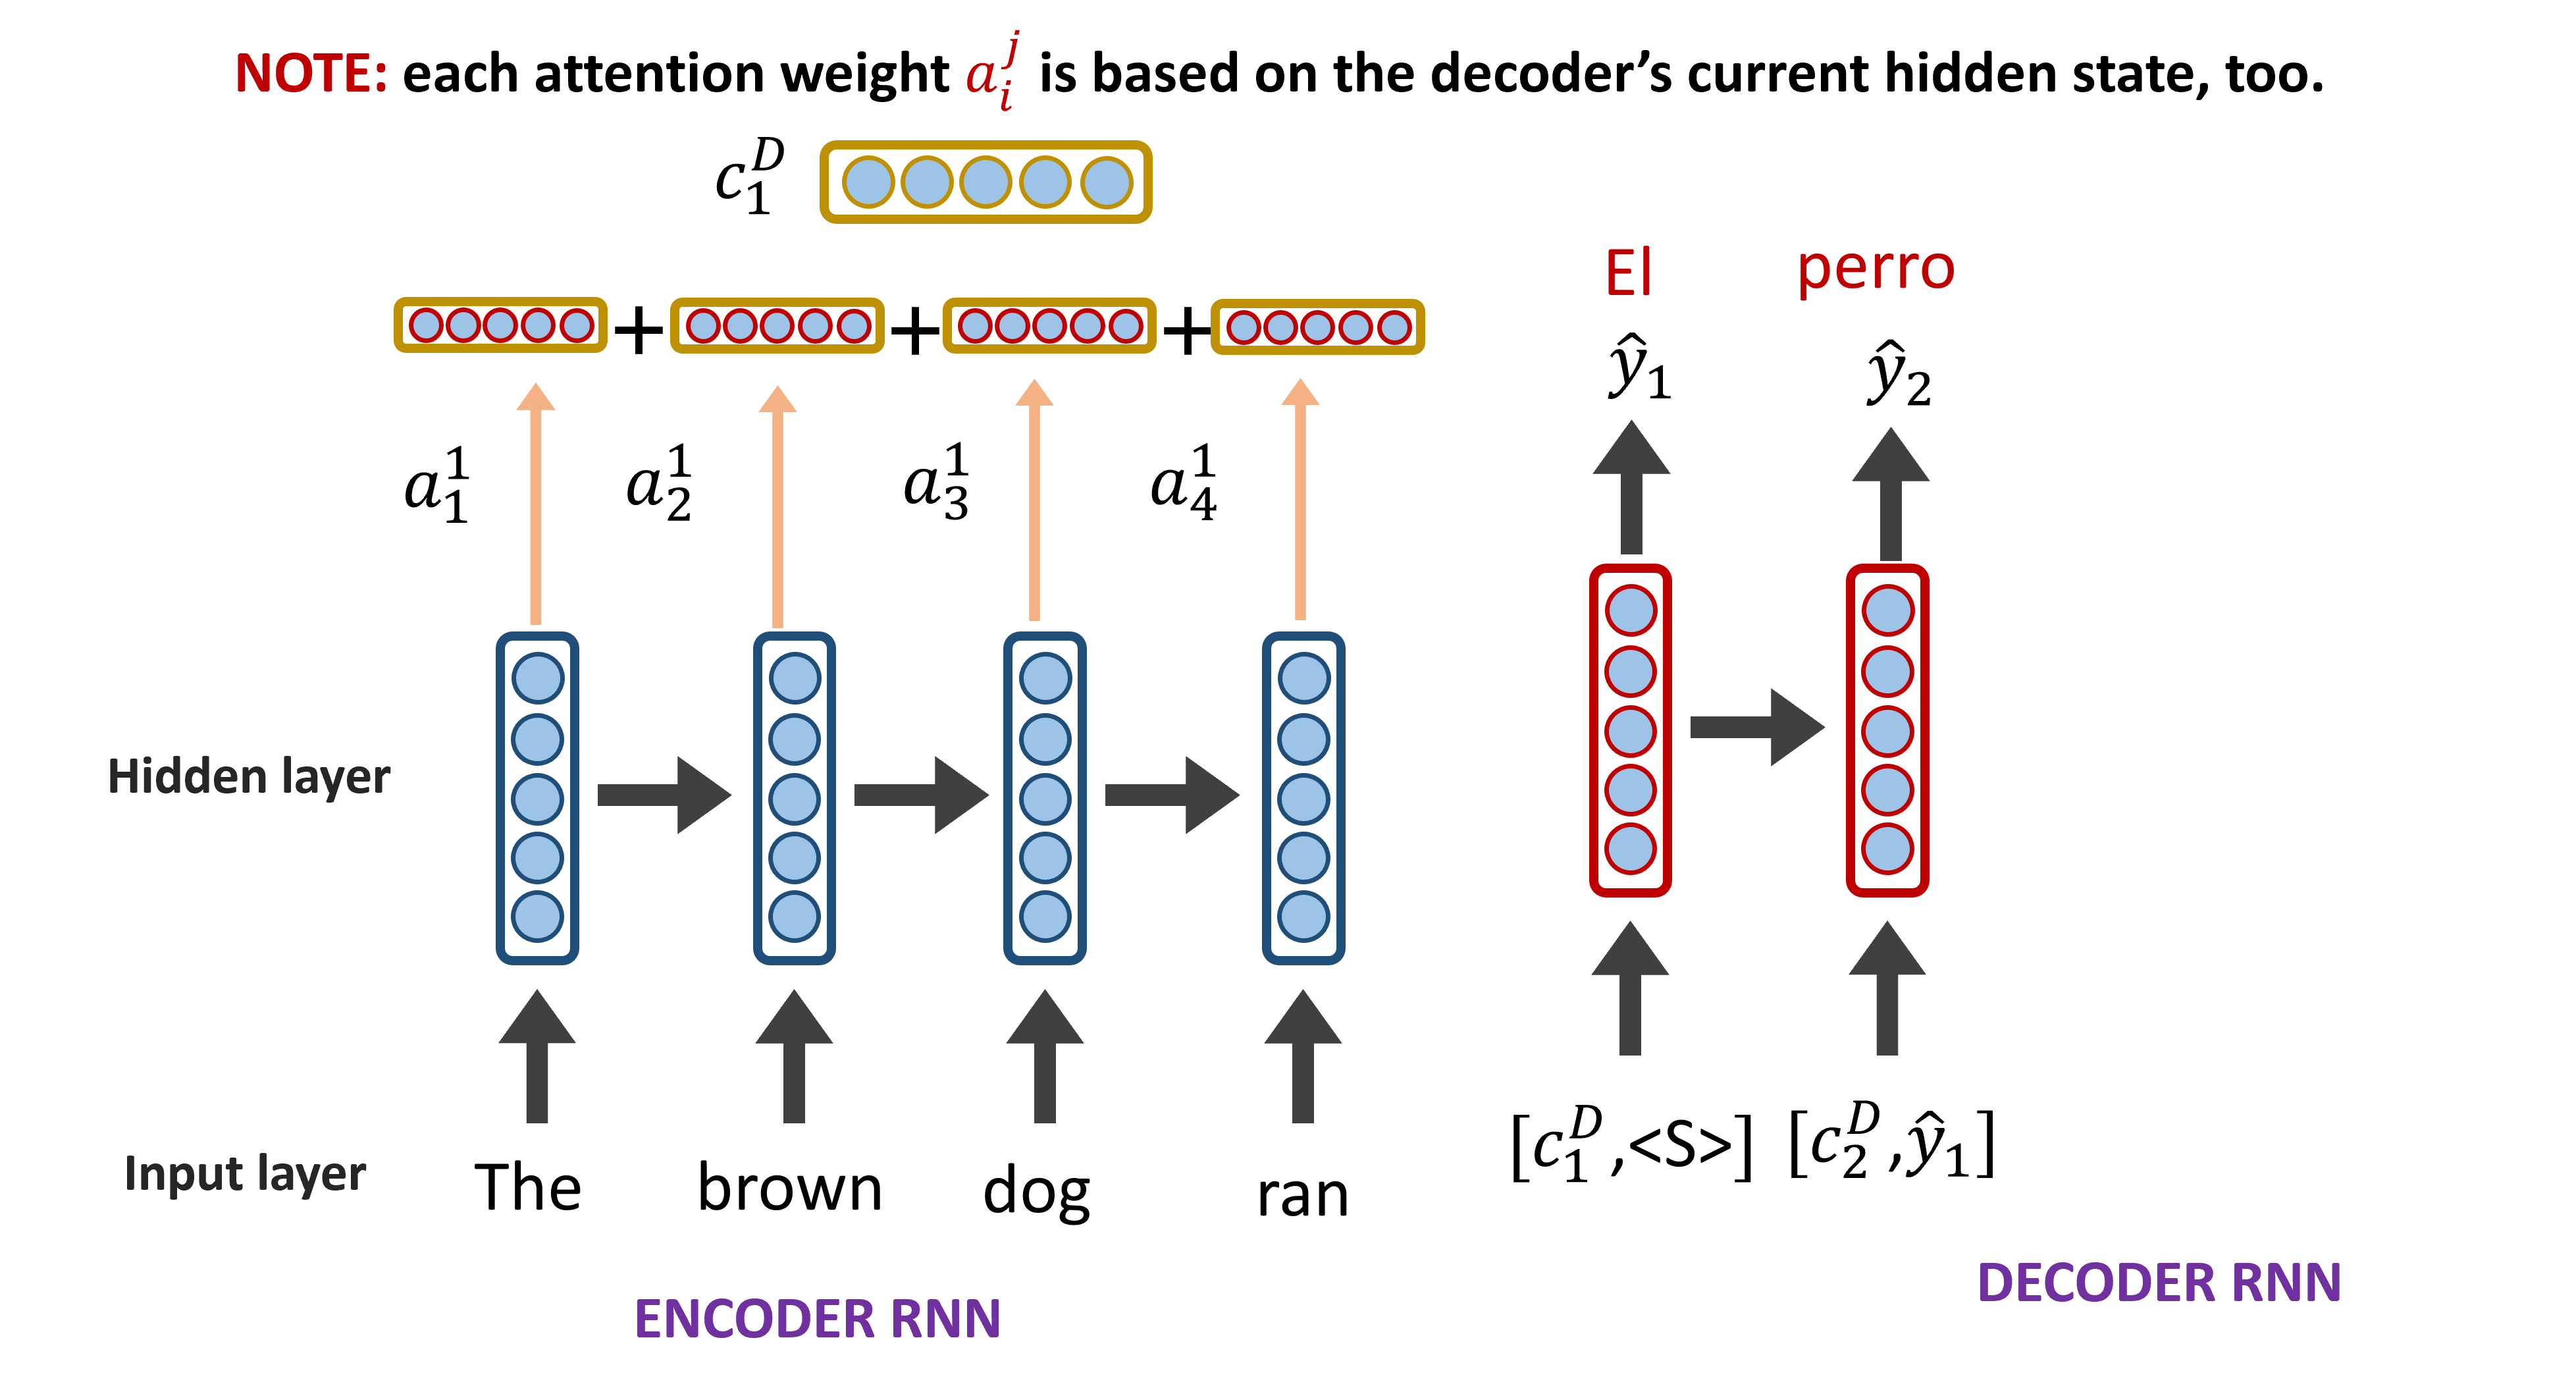 NOTE: each attention weight a_i^j is based on the decoder's current hidden state, too.
c_1^D
+ + +
El perro
ŷ_1 ŷ_2
a_1^1 a_2^1 a_3^1 a_4^1
Hidden layer
[c_1^D,<S>] [c_2^D,ŷ_1]
Input layer The brown dog ran
DECODER RNN
ENCODER RNN